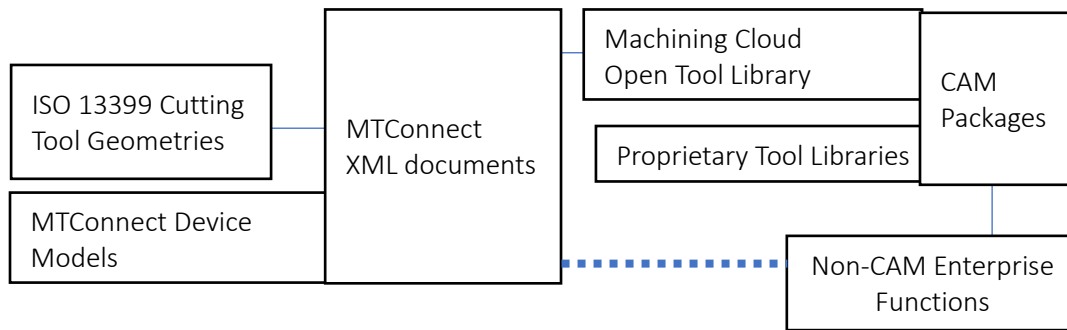 ISO 13399 Cutting
Tool Geometries
MTConnect Device
Models
MTConnect
XML documents
Machining Cloud
Open Tool Library
Proprietary Tool Libraries
CAM
Packages
Non-CAM Enterprise
Functions